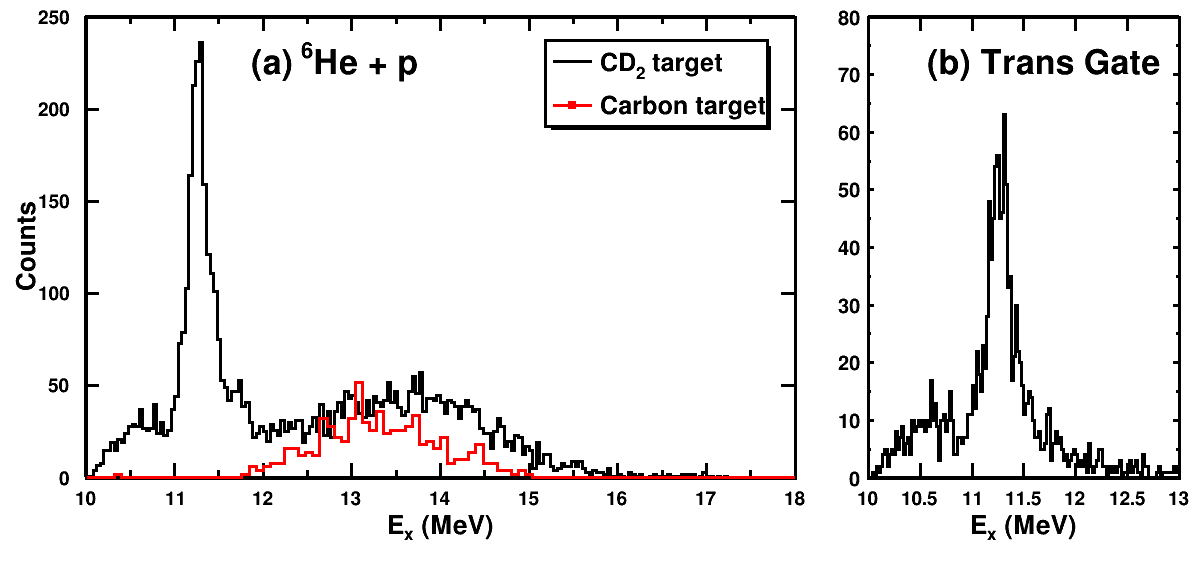 (a) ⁶He + p
CD₂ target
Carbon target
Counts
250
200
150
100
50
0
10 11 12 13 14 15 16 17 18
Eₓ (MeV)
(b) Trans Gate
80
70
60
50
40
30
20
10
0
10 10.5 11 11.5 12 12.5 13
Eₓ (MeV)